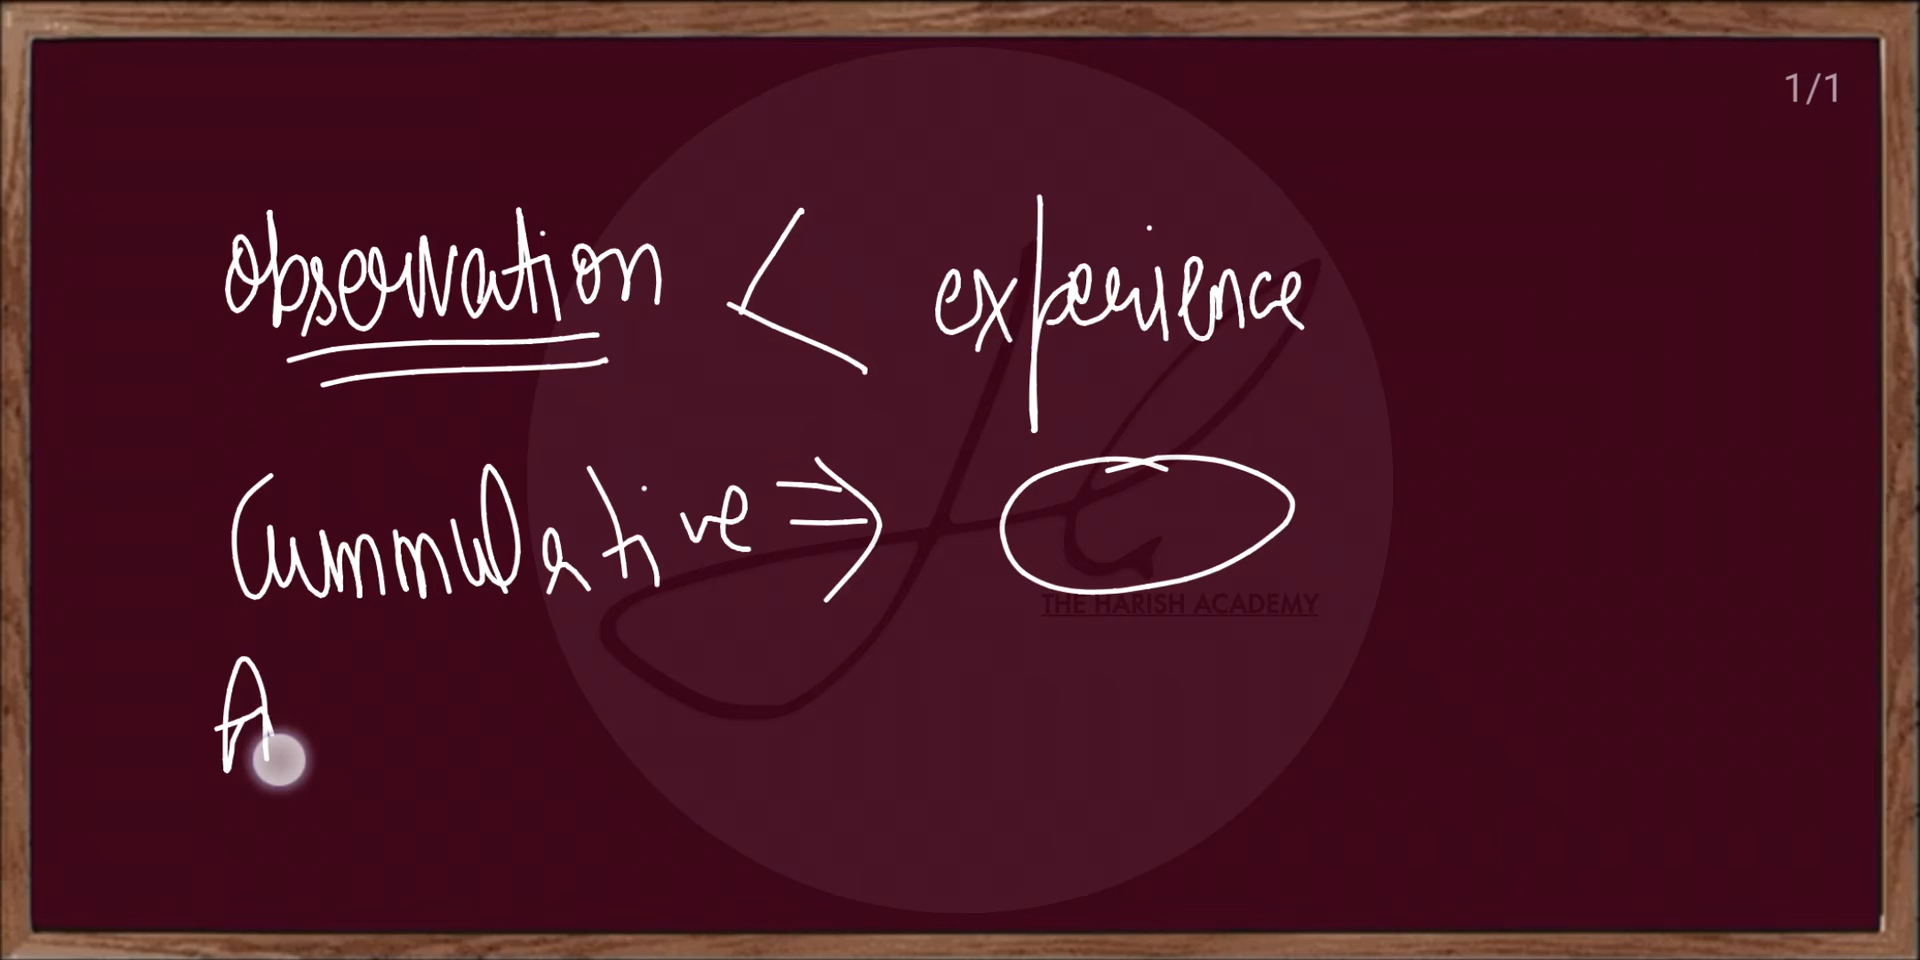 1/1
observation < experience
Cummulative ⇒
THE HARISH ACADEMY
A